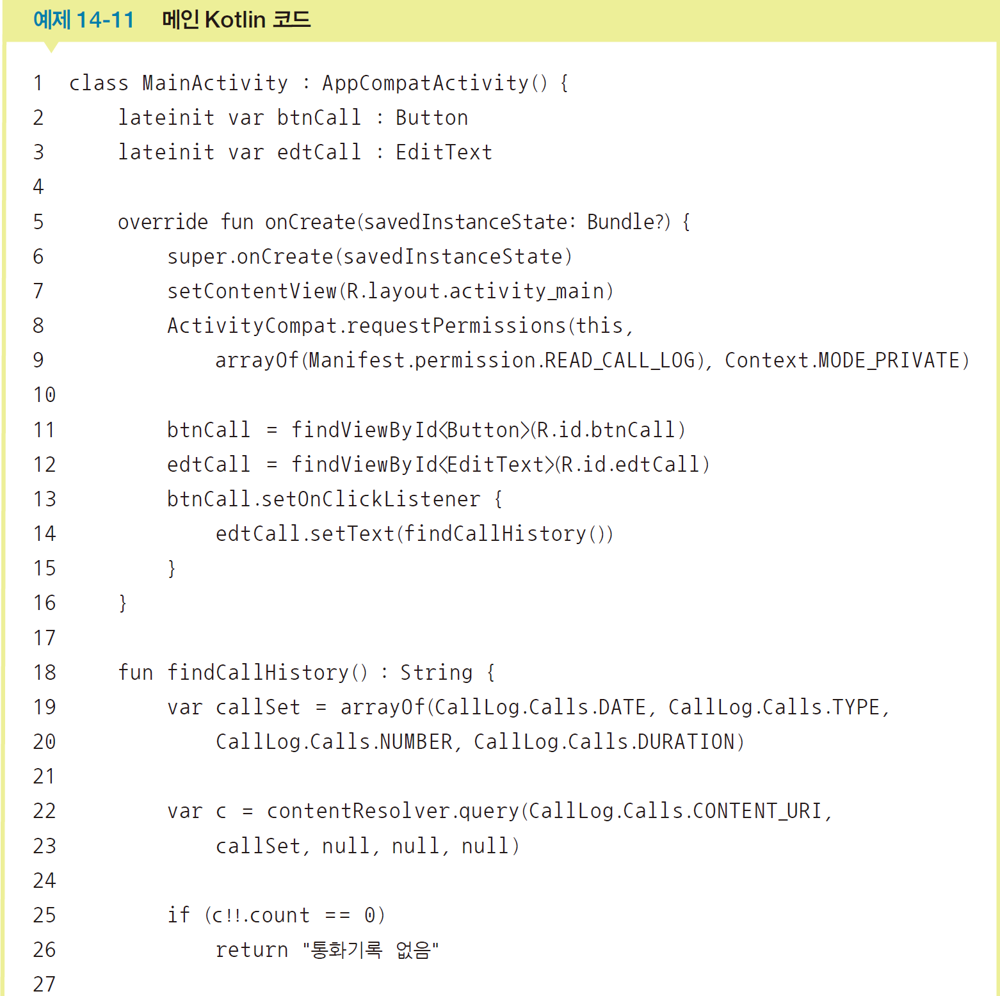 예제 14-11 메인 Kotlin 코드
1 class MainActivity : AppCompatActivity() {
2     lateinit var btnCall : Button
3     lateinit var edtCall : EditText
4
5     override fun onCreate(savedInstanceState: Bundle?) {
6         super.onCreate(savedInstanceState)
7         setContentView(R.layout.activity_main)
8         ActivityCompat.requestPermissions(this,
9             arrayOf(Manifest.permission.READ_CALL_LOG), Context.MODE_PRIVATE)
10
11         btnCall = findViewById<Button>(R.id.btnCall)
12         edtCall = findViewById<EditText>(R.id.edtCall)
13         btnCall.setOnClickListener {
14             edtCall.setText(findCallHistory())
15         }
16     }
17
18     fun findCallHistory() : String {
19         var callSet = arrayOf(CallLog.Calls.DATE, CallLog.Calls.TYPE,
20             CallLog.Calls.NUMBER, CallLog.Calls.DURATION)
21
22         var c = contentResolver.query(CallLog.Calls.CONTENT_URI,
23             callSet, null, null, null)
24
25         if (c!!.count == 0)
26             return "통화기록 없음"
27